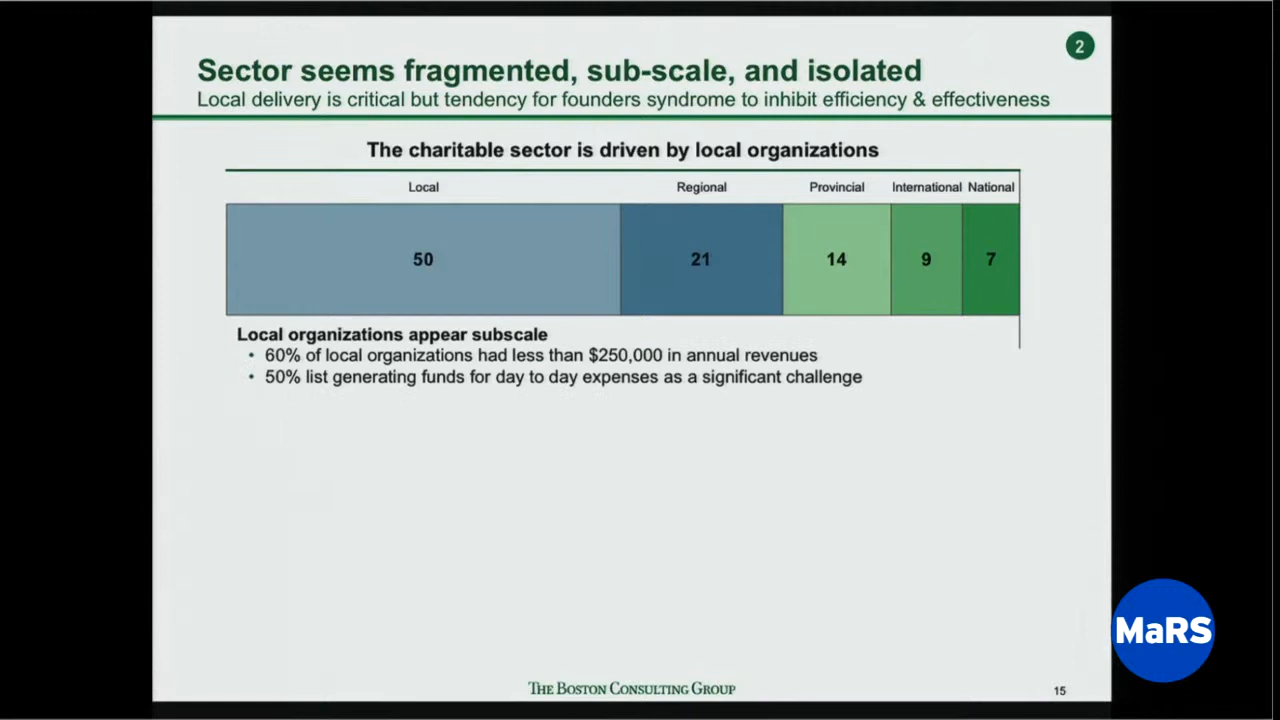 2
Sector seems fragmented, sub-scale, and isolated
Local delivery is critical but tendency for founders syndrome to inhibit efficiency & effectiveness
The charitable sector is driven by local organizations
Local Regional Provincial International National
50 21 14 9 7
Local organizations appear subscale
• 60% of local organizations had less than $250,000 in annual revenues
• 50% list generating funds for day to day expenses as a significant challenge
MaRS
THE BOSTON CONSULTING GROUP
15